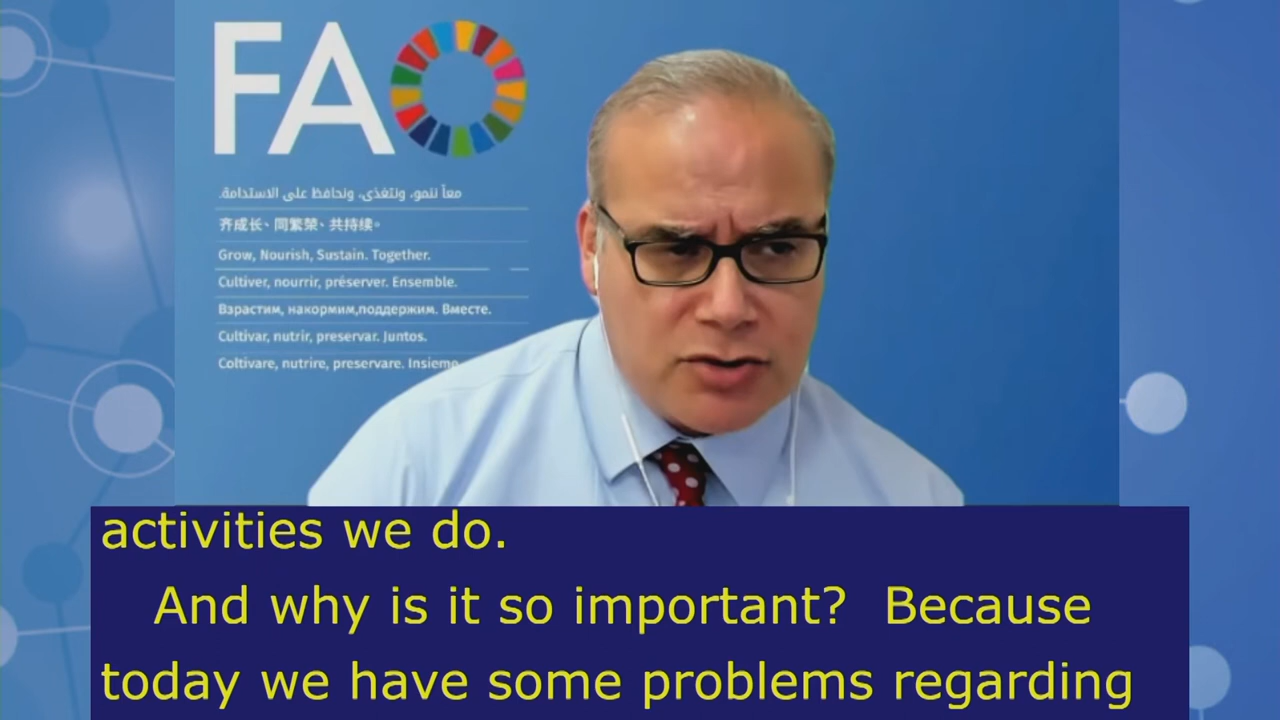 FAO
معاً ننمو، ونتغذى، ونحافظ على الاستدامة.
齐成长、同繁荣、共持续。
Grow, Nourish, Sustain. Together.
Cultiver, nourrir, préserver. Ensemble.
Взрастим, накормим,поддержим. Вместе.
Cultivar, nutrir, preservar. Juntos.
Coltivare, nutrire, preservare. Insieme
activities we do.
And why is it so important? Because
today we have some problems regarding